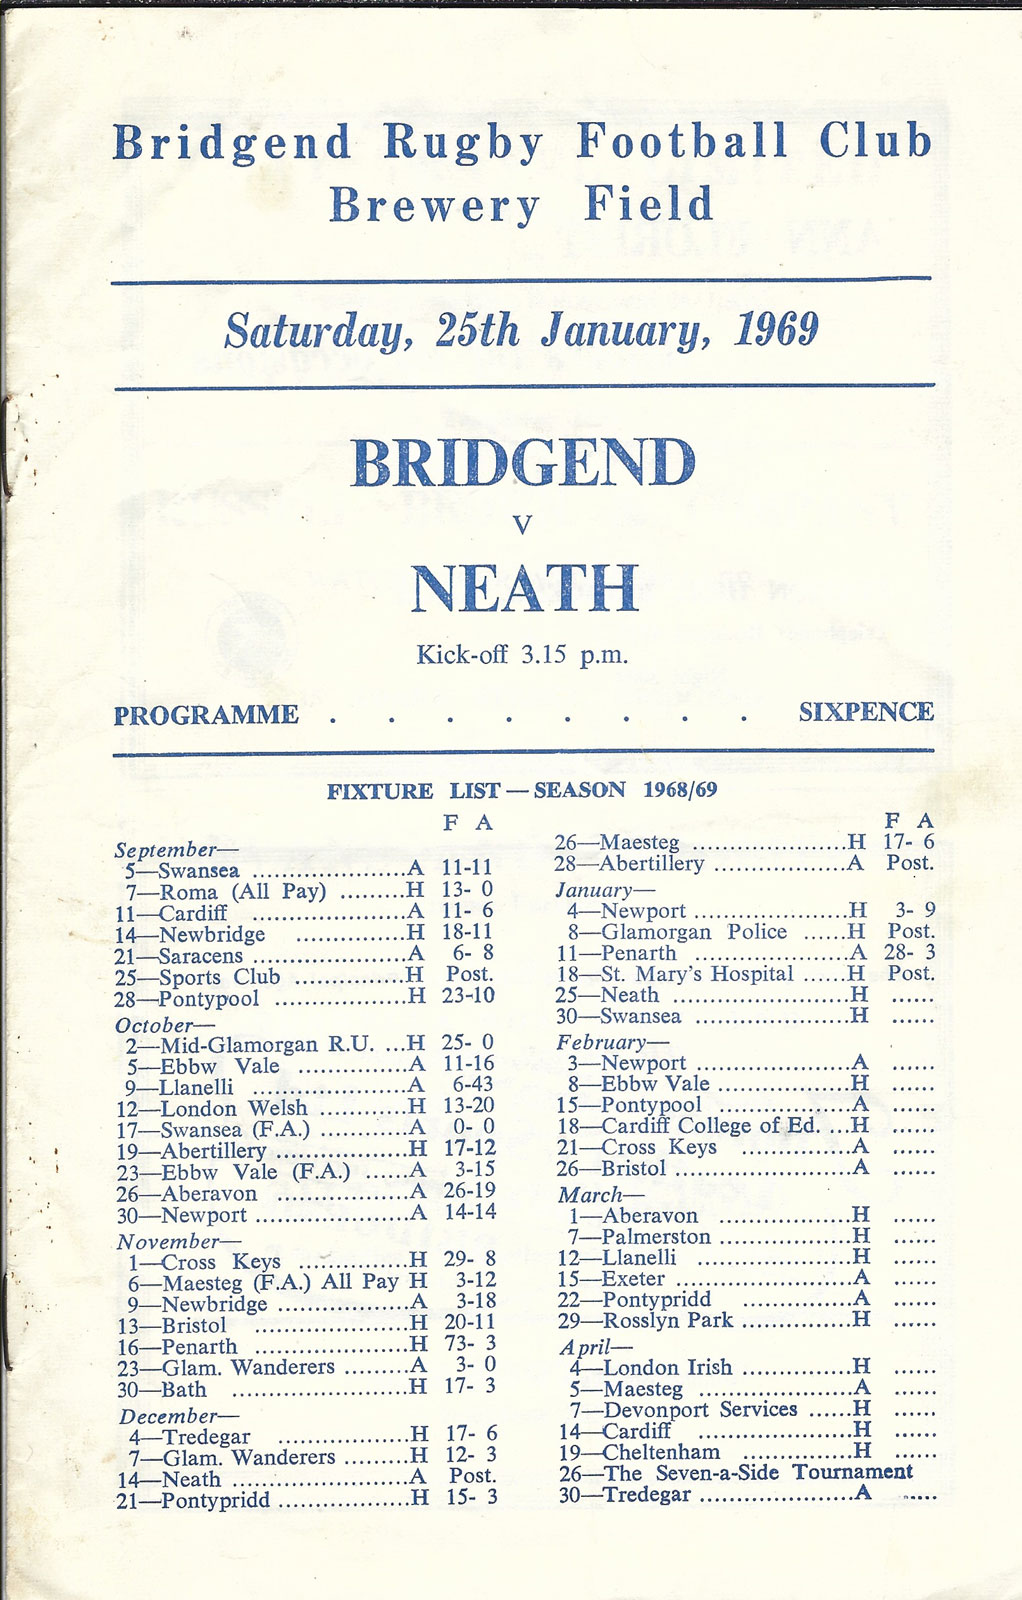 Bridgend Rugby Football Club
Brewery Field
Saturday, 25th January, 1969
BRIDGEND
v
NEATH
Kick-off 3.15 p.m.
PROGRAMME . . . . . . . . SIXPENCE
FIXTURE LIST — SEASON 1968/69
F A
September—
5—Swansea ......................A 11-11
7—Roma (All Pay) .........H 13- 0
11—Cardiff ......................A 11- 6
14—Newbridge ...............H 18-11
21—Saracens .....................A 6- 8
25—Sports Club ...............H Post.
28—Pontypool ..................H 23-10
October—
2—Mid-Glamorgan R.U. ...H 25- 0
5—Ebbw Vale ...............A 11-16
9—Llanelli .....................A 6-43
12—London Welsh ............H 13-20
17—Swansea (F.A.) ............A 0- 0
19—Abertillery ..................H 17-12
23—Ebbw Vale (F.A.) ......A 3-15
26—Aberavon ..................A 26-19
30—Newport .....................A 14-14
November—
1—Cross Keys ...............H 29- 8
6—Maesteg (F.A.) All Pay H 3-12
9—Newbridge ..................A 3-18
13—Bristol .....................H 20-11
16—Penarth .....................H 73- 3
23—Glam. Wanderers .........A 3- 0
30—Bath ........................H 17- 3
December—
4—Tredegar ..................H 17- 6
7—Glam. Wanderers .........H 12- 3
14—Neath ........................A Post.
21—Pontypridd ..................H 15- 3
F A
26—Maesteg .....................H 17- 6
28—Abertillery ..................A Post.
January—
4—Newport .....................H 3- 9
8—Glamorgan Police ......H Post.
11—Penarth .....................A 28- 3
18—St. Mary's Hospital ......H Post.
25—Neath ........................H ......
30—Swansea .....................H ......
February—
3—Newport .....................A ......
8—Ebbw Vale ..................H ......
15—Pontypool ..................A ......
18—Cardiff College of Ed. ...H ......
21—Cross Keys ...............A ......
26—Bristol ........................A ......
March—
1—Aberavon ..................H ......
7—Palmerston ..................H ......
12—Llanelli .....................H ......
15—Exeter ........................A ......
22—Pontypridd ...............A ......
29—Rosslyn Park ...............H ......
April—
4—London Irish ...............H ......
5—Maesteg .....................A ......
7—Devonport Services ......H ......
14—Cardiff .....................H ......
19—Cheltenham ...............H ......
26—The Seven-a-Side Tournament
30—Tredegar .....................A ......